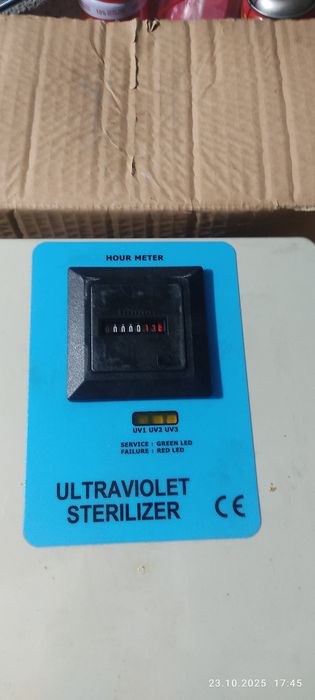 HOUR METER
UV1 UV2 UV3
SERVICE : GREEN LED
FAILURE : RED LED
ULTRAVIOLET
STERILIZER
CE
23.10.2025 17:45